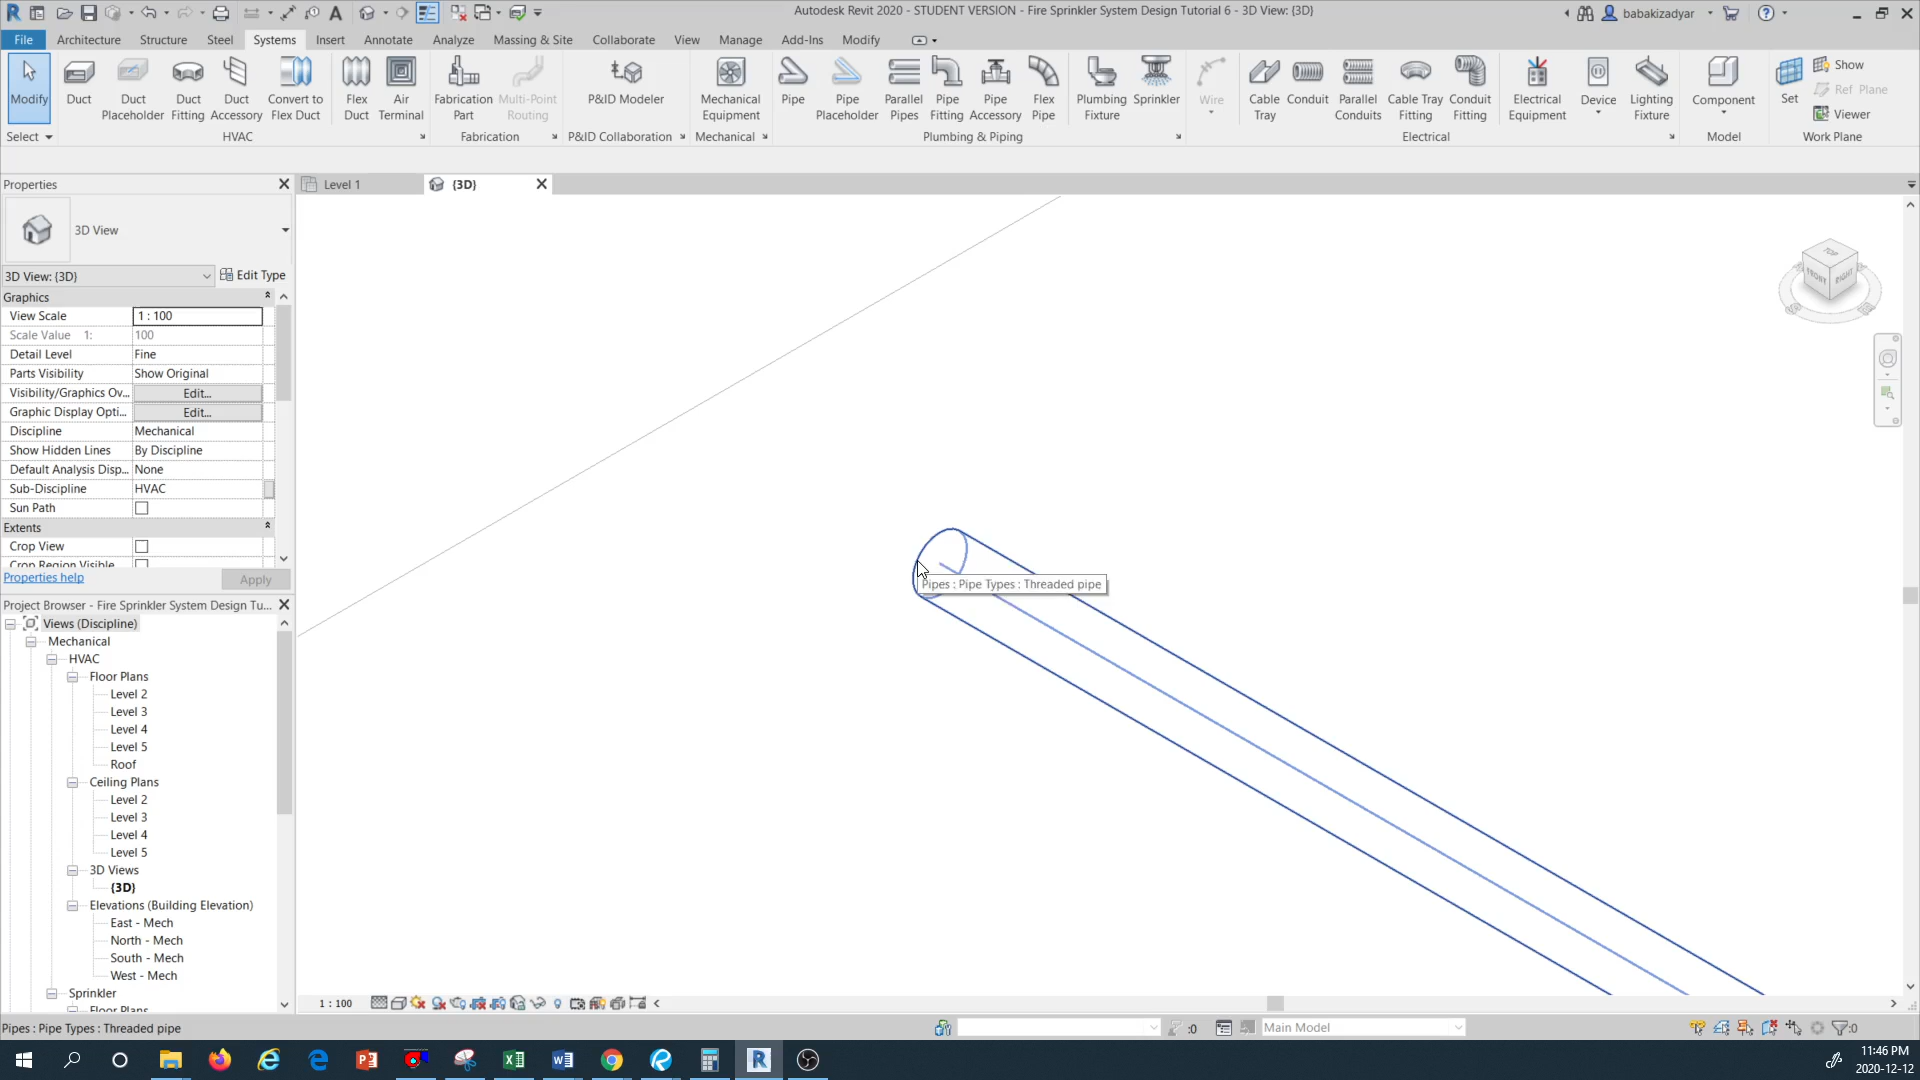 Autodesk Revit 2020 - STUDENT VERSION - Fire Sprinkler System Design Tutorial 6 - 3D View: {3D}
babakizadyar
File Architecture Structure Steel Systems Insert Annotate Analyze Massing & Site Collaborate View Manage Add-Ins Modify
Modify
Duct
Duct Placeholder
Duct Fitting
Duct Accessory
Convert to Flex Duct
Flex Duct
Air Terminal
Fabrication Part
Multi-Point Routing
P&ID Modeler
Mechanical Equipment
Pipe
Pipe Placeholder
Parallel Pipes
Pipe Fitting
Pipe Accessory
Flex Pipe
Plumbing Fixture
Sprinkler
Wire
Cable Tray
Conduit
Parallel Conduits
Cable Tray Fitting
Conduit Fitting
Electrical Equipment
Device
Lighting Fixture
Component
Set
Show
Ref Plane
Viewer
Select HVAC Fabrication P&ID Collaboration Mechanical Plumbing & Piping Electrical Model Work Plane
Properties
Level 1
{3D}
3D View
3D View: {3D} Edit Type
Graphics
View Scale 1 : 100
Scale Value 1: 100
Detail Level Fine
Parts Visibility Show Original
Visibility/Graphics Ov... Edit...
Graphic Display Opti... Edit...
Discipline Mechanical
Show Hidden Lines By Discipline
Default Analysis Disp... None
Sub-Discipline HVAC
Sun Path
Extents
Crop View
Crop Region Visible
Properties help Apply
TOP
FRONT RIGHT
Pipes : Pipe Types : Threaded pipe
Project Browser - Fire Sprinkler System Design Tu...
Views (Discipline)
Mechanical
HVAC
Floor Plans
Level 2
Level 3
Level 4
Level 5
Roof
Ceiling Plans
Level 2
Level 3
Level 4
Level 5
3D Views
{3D}
Elevations (Building Elevation)
East - Mech
North - Mech
South - Mech
West - Mech
Sprinkler
Floor Plans
1 : 100
Pipes : Pipe Types : Threaded pipe
:0
Main Model
:0
11:46 PM
2020-12-12